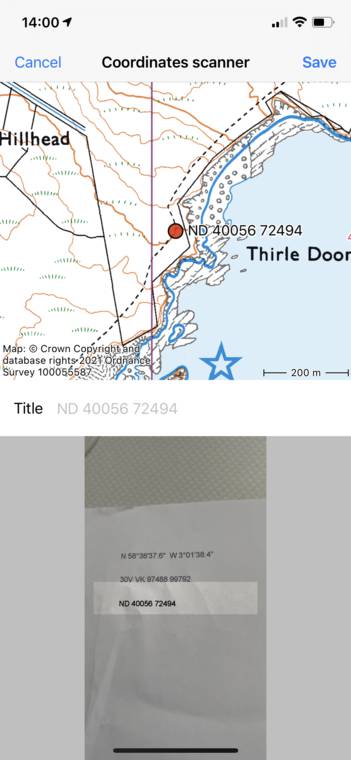 14:00
Cancel Coordinates scanner Save
Hillhead
ND 40056 72494
Thirle Door
Map: © Crown Copyright and
database rights 2021 Ordnance
Survey 100055587
200 m
Title ND 40056 72494
N 58°38'37.6" W 3°01'38.4"
30V VK 97488 99792
ND 40056 72494